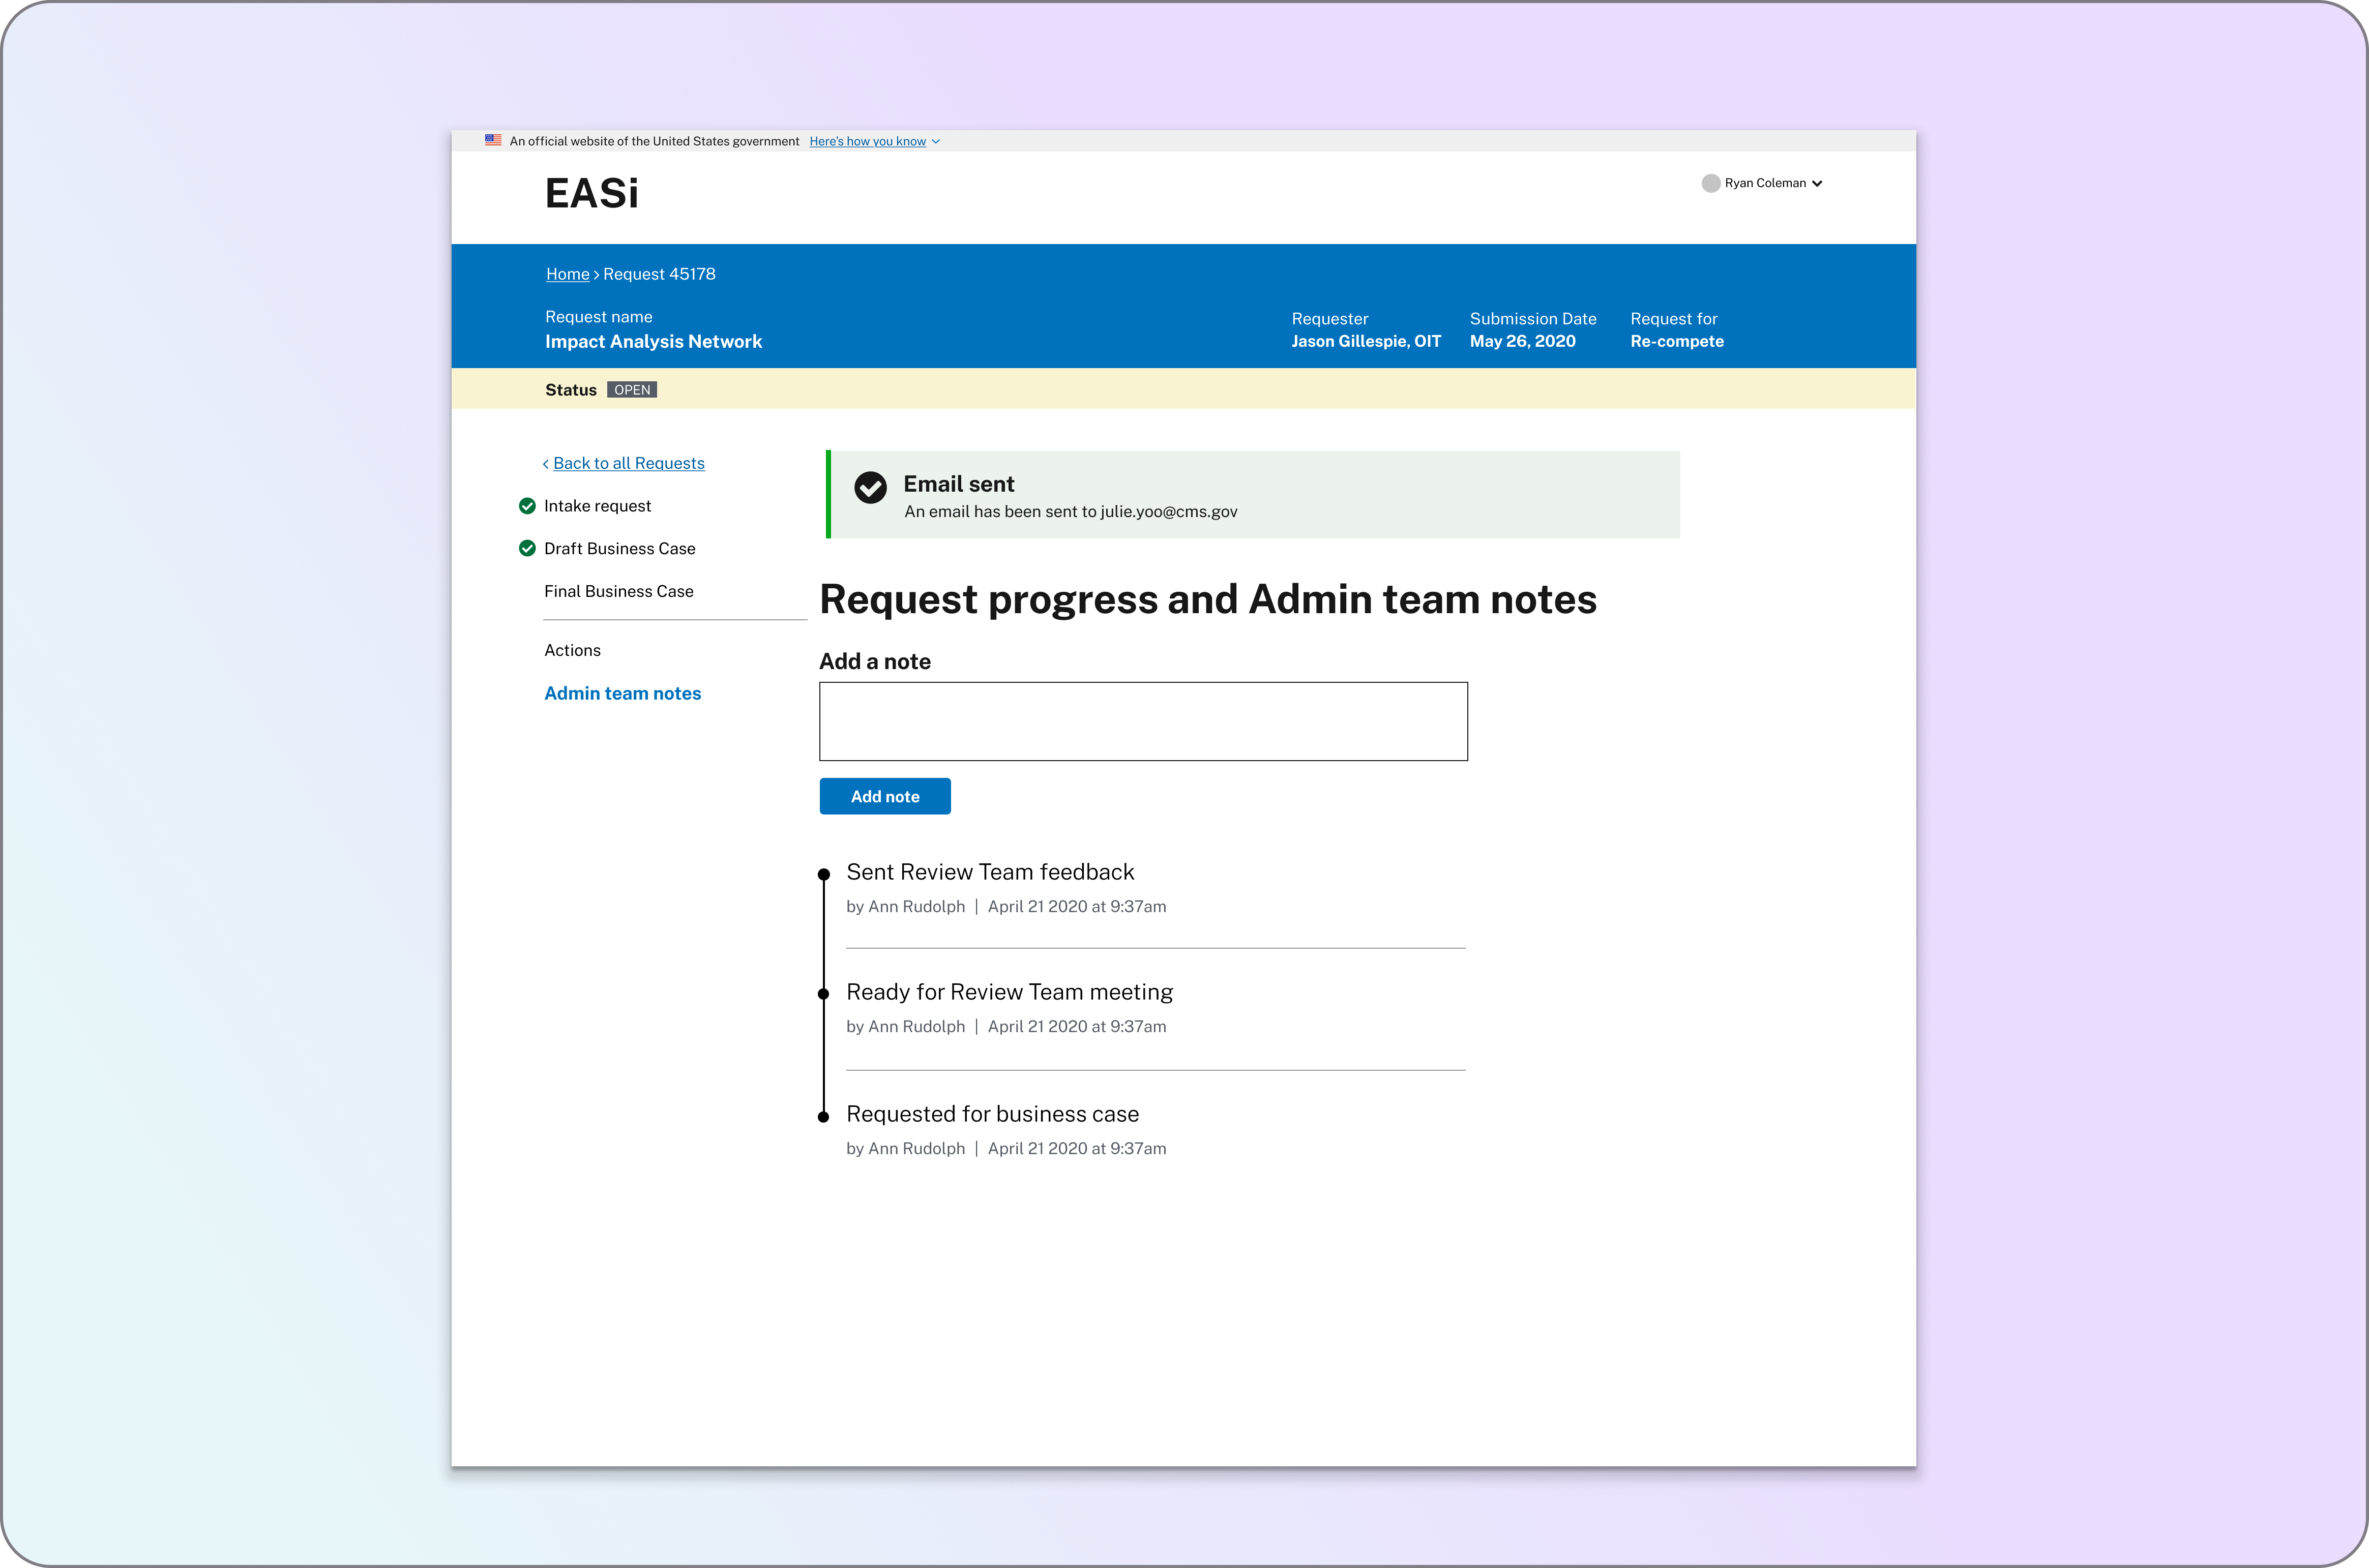 An official website of the United States government Here's how you know
EASi
Ryan Coleman
Home > Request 45178
Request name
Impact Analysis Network
Requester
Jason Gillespie, OIT
Submission Date
May 26, 2020
Request for
Re-compete
Status OPEN
< Back to all Requests
Intake request
Draft Business Case
Final Business Case
Actions
Admin team notes
Email sent
An email has been sent to julie.yoo@cms.gov
Request progress and Admin team notes
Add a note
Add note
Sent Review Team feedback
by Ann Rudolph | April 21 2020 at 9:37am
Ready for Review Team meeting
by Ann Rudolph | April 21 2020 at 9:37am
Requested for business case
by Ann Rudolph | April 21 2020 at 9:37am